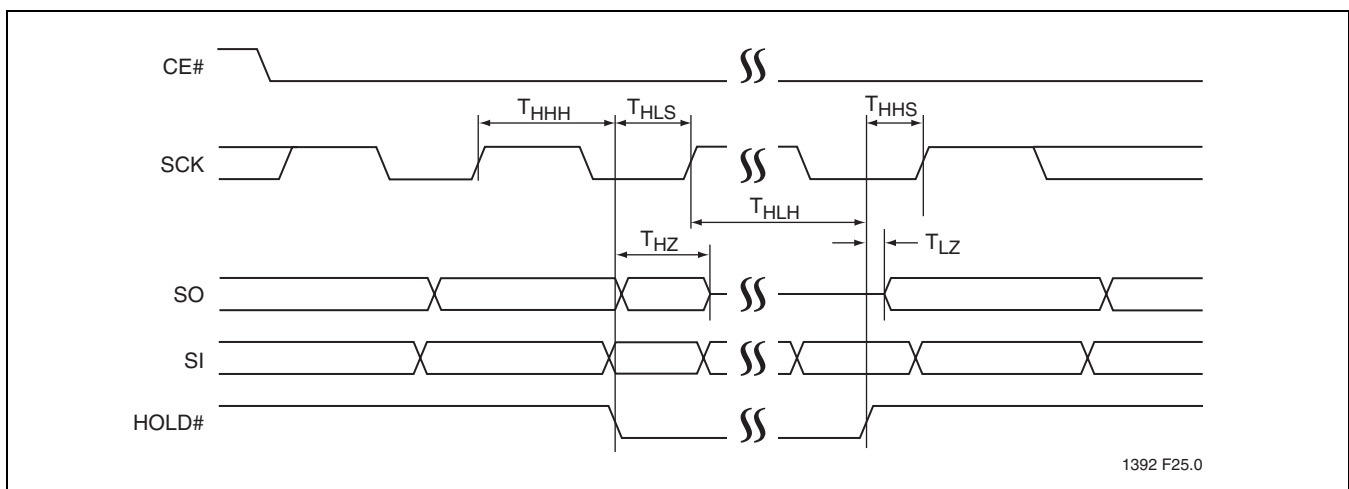 CE#
THHH THLS THHS
SCK
THLH
THZ TLZ
SO
SI
HOLD#
1392 F25.0